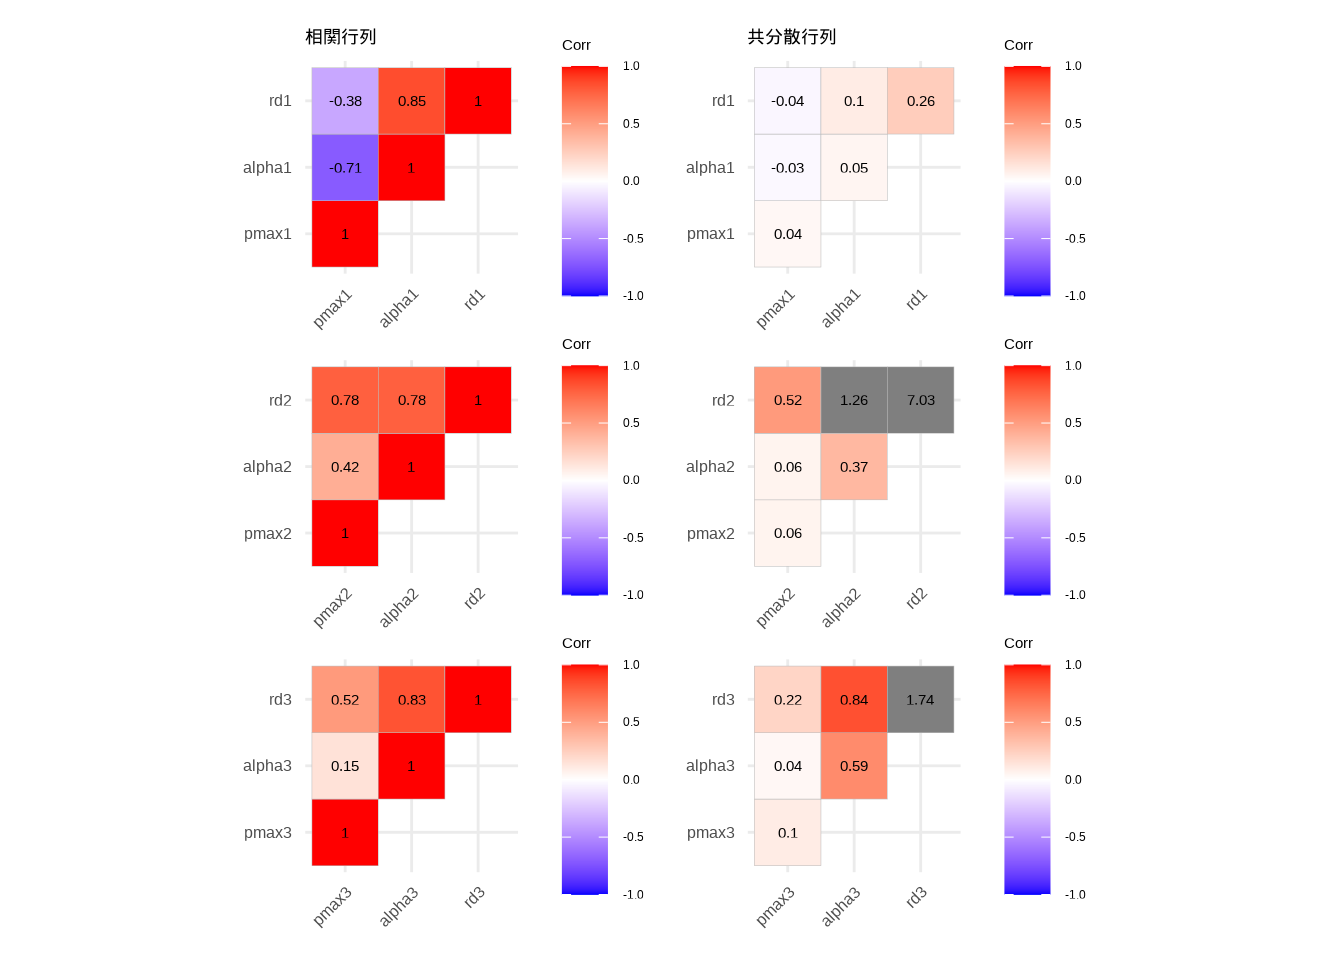 相関行列
Corr
1.0
0.5
0.0
-0.5
-1.0
rd1
-0.38
0.85
1
alpha1
-0.71
1
pmax1
1
pmax1
alpha1
rd1
共分散行列
Corr
1.0
0.5
0.0
-0.5
-1.0
rd1
-0.04
0.1
0.26
alpha1
-0.03
0.05
pmax1
0.04
pmax1
alpha1
rd1
Corr
1.0
0.5
0.0
-0.5
-1.0
rd2
0.78
0.78
1
alpha2
0.42
1
pmax2
1
pmax2
alpha2
rd2
Corr
1.0
0.5
0.0
-0.5
-1.0
rd2
0.52
1.26
7.03
alpha2
0.06
0.37
pmax2
0.06
pmax2
alpha2
rd2
Corr
1.0
0.5
0.0
-0.5
-1.0
rd3
0.52
0.83
1
alpha3
0.15
1
pmax3
1
pmax3
alpha3
rd3
Corr
1.0
0.5
0.0
-0.5
-1.0
rd3
0.22
0.84
1.74
alpha3
0.04
0.59
pmax3
0.1
pmax3
alpha3
rd3